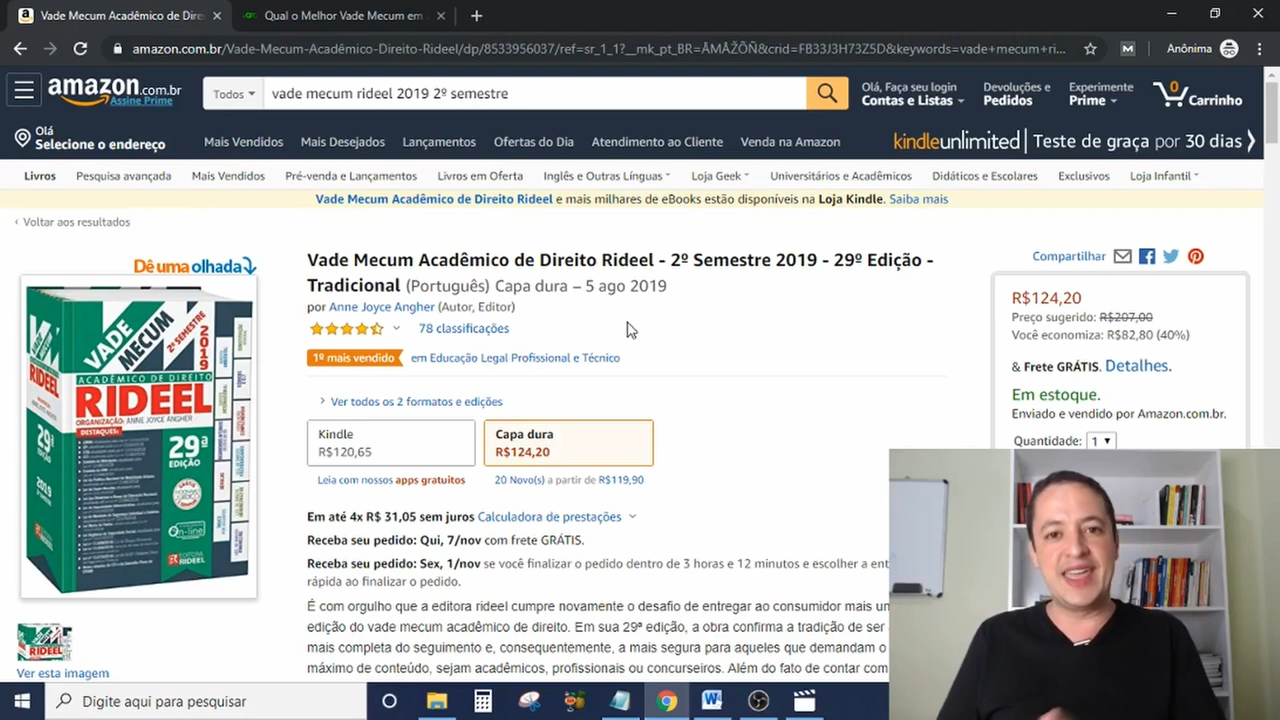 Vade Mecum Acadêmico de Dire
Qual o Melhor Vade Mecum em
amazon.com.br/Vade-Mecum-Acadêmico-Direito-Rideel/dp/8533956037/ref=sr_1_1?__mk_pt_BR=ÅMÅŽÕÑ&crid=FB33J3H73Z5D&keywords=vade+mecum+ri...
Anônima
amazon.com.br
Assine Prime
Todos
vade mecum rideel 2019 2º semestre
Olá, Faça seu login
Contas e Listas
Devoluções e
Pedidos
Experimente
Prime
0
Carrinho
Olá
Selecione o endereço
Mais Vendidos
Mais Desejados
Lançamentos
Ofertas do Dia
Atendimento ao Cliente
Venda na Amazon
kindleunlimited
Teste de graça por 30 dias
Livros
Pesquisa avançada
Mais Vendidos
Pré-venda e Lançamentos
Livros em Oferta
Inglês e Outras Línguas
Loja Geek
Universitários e Acadêmicos
Didáticos e Escolares
Exclusivos
Loja Infantil
Vade Mecum Acadêmico de Direito Rideel e mais milhares de eBooks estão disponíveis na Loja Kindle. Saiba mais
‹ Voltar aos resultados
Dê uma olhada
VADE
MECUM
2º SEMESTRE
2019
ACADÊMICO DE DIREITO
RIDEEL
ORGANIZAÇÃO: ANNE JOYCE ANGHER
DESTAQUES:
29ª
EDIÇÃO
RIDEEL
29ª
Ver esta imagem
Vade Mecum Acadêmico de Direito Rideel - 2º Semestre 2019 - 29º Edição -
Tradicional (Português) Capa dura – 5 ago 2019
por Anne Joyce Angher (Autor, Editor)
78 classificações
1º mais vendido
em Educação Legal Profissional e Técnico
Ver todos os 2 formatos e edições
Kindle
R$120,65
Capa dura
R$124,20
Leia com nossos apps gratuitos
20 Novo(s) a partir de R$119,90
Em até 4x R$ 31,05 sem juros Calculadora de prestações
Receba seu pedido: Qui, 7/nov com frete GRÁTIS.
Receba seu pedido: Sex, 1/nov se você finalizar o pedido dentro de 3 horas e 12 minutos e escolher a ent
rápida ao finalizar o pedido.
É com orgulho que a editora rideel cumpre novamente o desafio de entregar ao consumidor mais um
edição do vade mecum acadêmico de direito. Em sua 29ª edição, a obra confirma a tradição de ser a
mais completa do seguimento e, consequentemente, a mais segura para aqueles que demandam o
máximo de conteúdo, sejam acadêmicos, profissionais ou concurseiros. Além do fato de contar com
Compartilhar
R$124,20
Preço sugerido: R$207,00
Você economiza: R$82,80 (40%)
& Frete GRÁTIS. Detalhes.
Em estoque.
Enviado e vendido por Amazon.com.br.
Quantidade: 1
Digite aqui para pesquisar